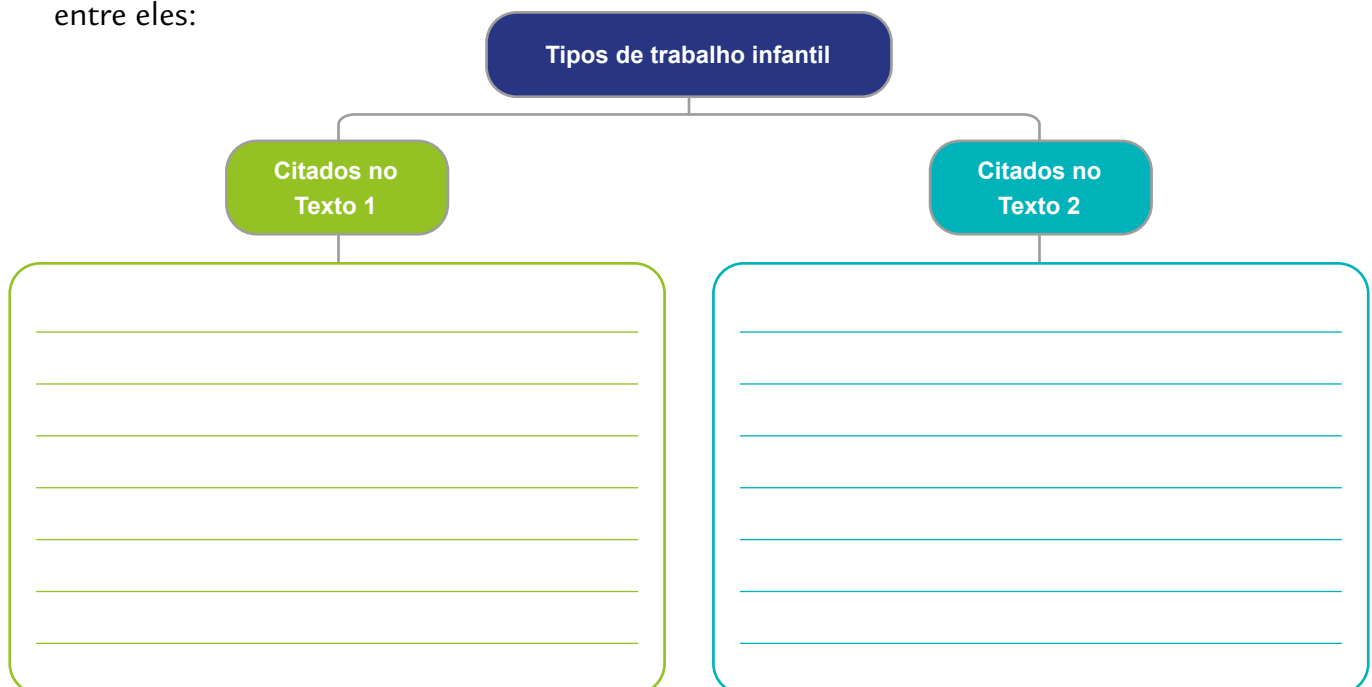 entre eles:
Tipos de trabalho infantil
Citados no
Texto 1
Citados no
Texto 2